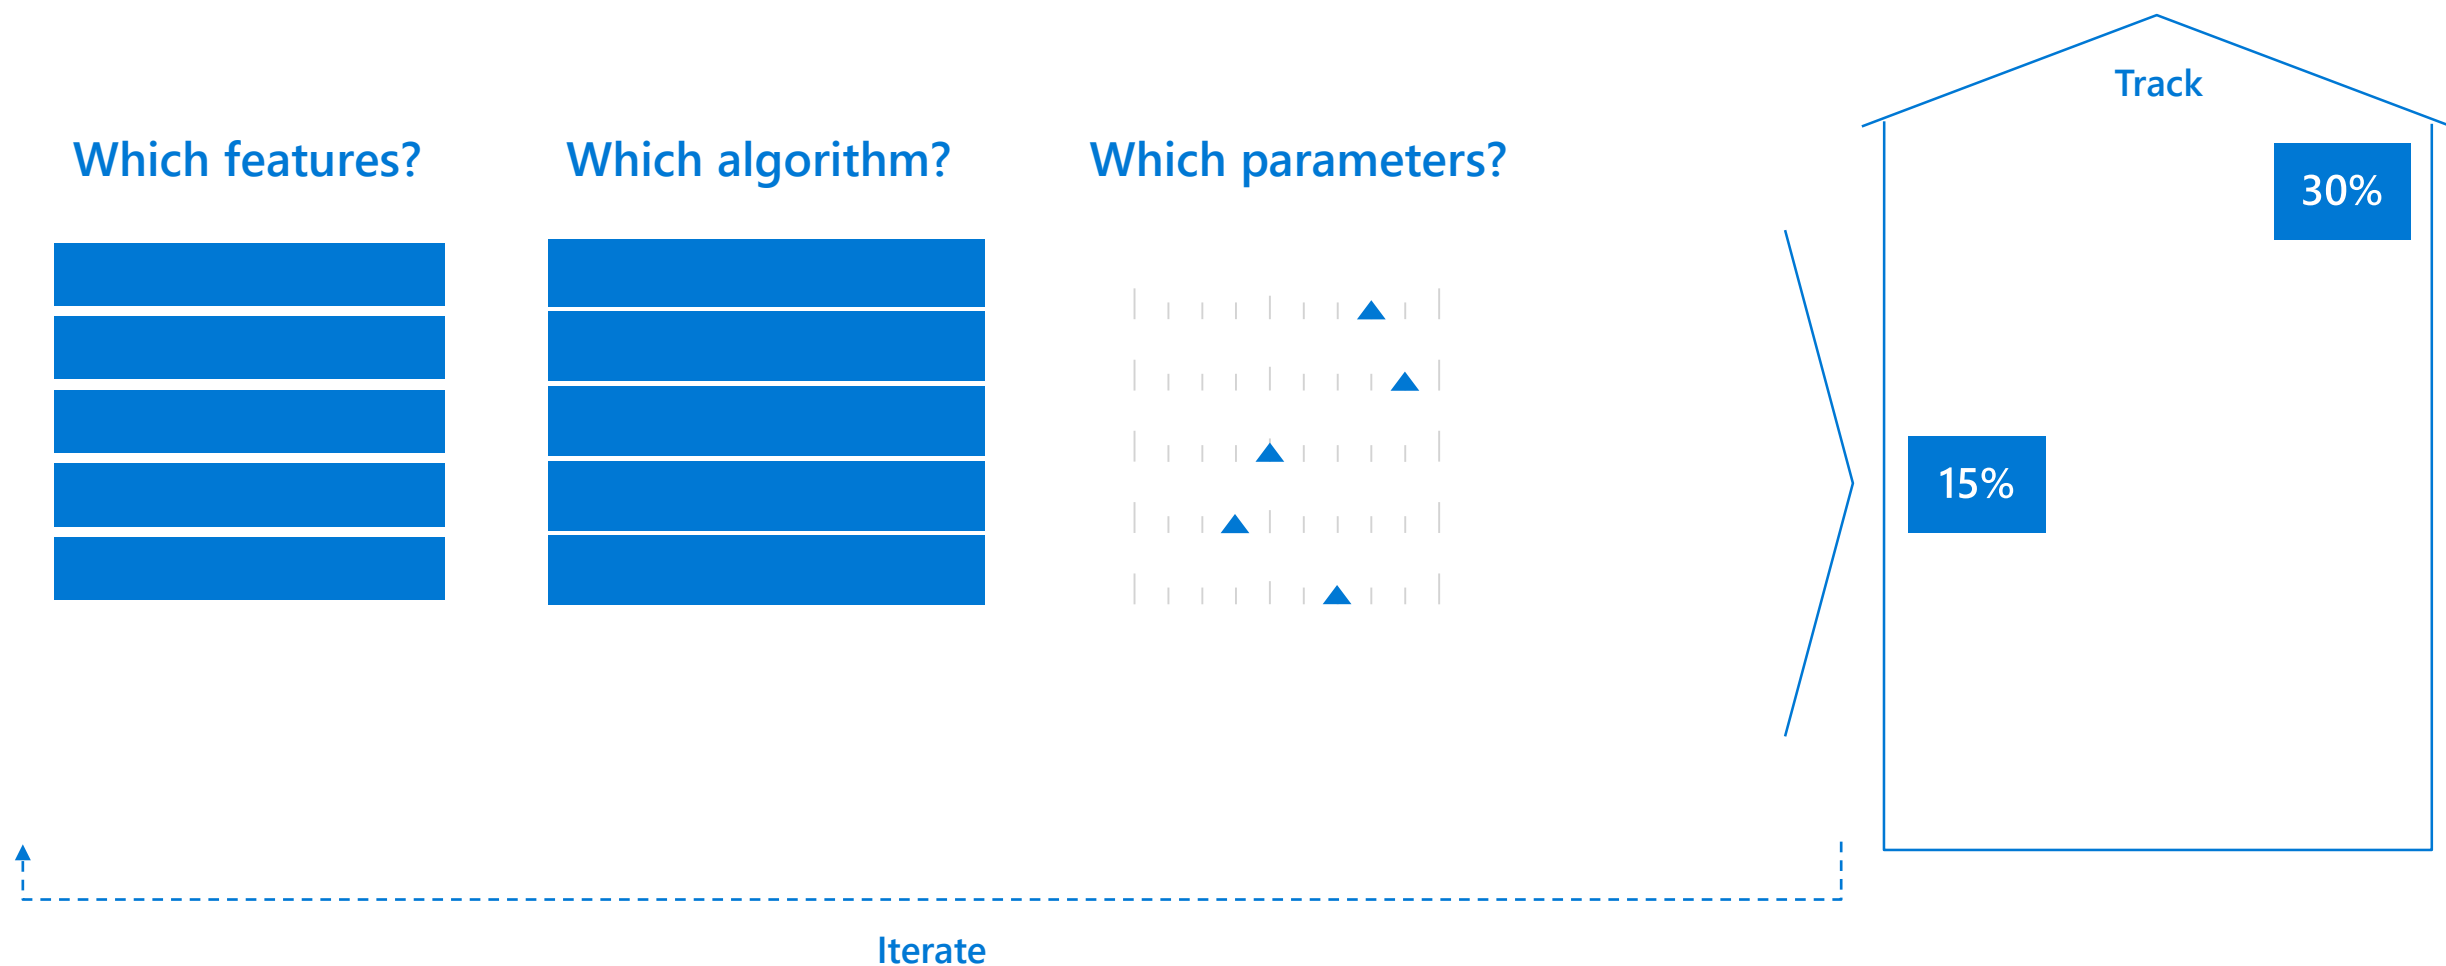 Which features?
Which algorithm?
Which parameters?
Track
30%
15%
Iterate